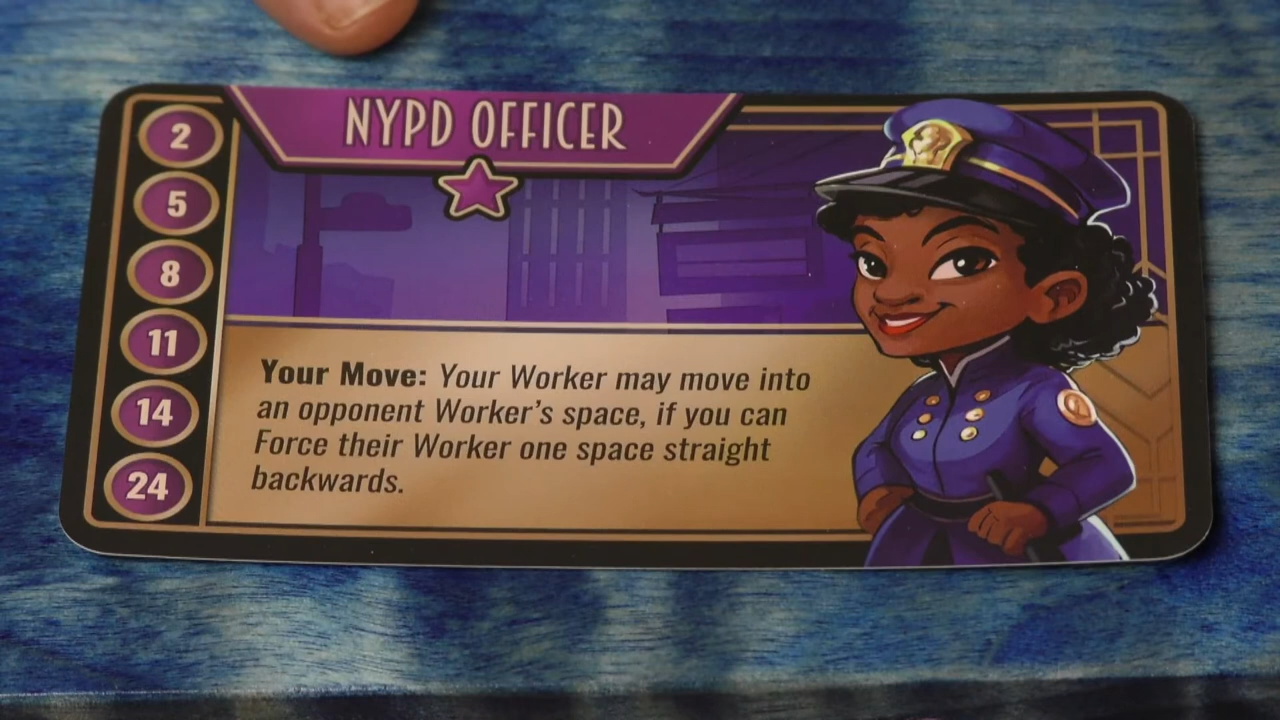 NYPD OFFICER
2
5
8
11
14
24
Your Move: Your Worker may move into
an opponent Worker's space, if you can
Force their Worker one space straight
backwards.